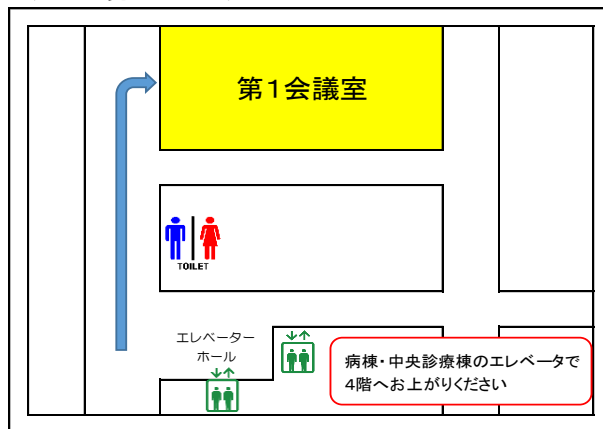 第１会議室
TOILET
エレベーター
ホール
病棟・中央診療棟のエレベータで
４階へお上がりください